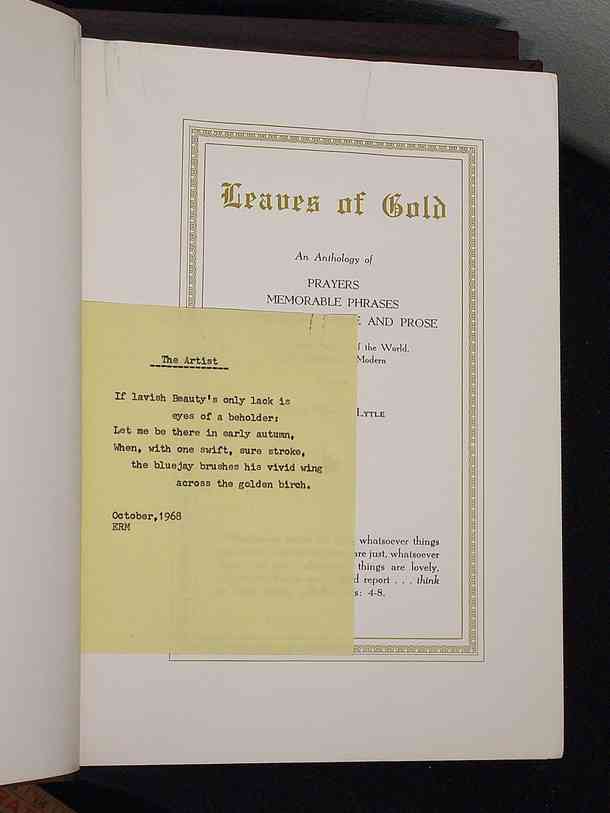 Leaves of Gold
An Anthology of
PRAYERS
MEMORABLE PHRASES
E AND PROSE
f the World,
Modern
LYTLE
whatsoever things
are just, whatsoever
things are lovely,
d report . . . think
s: 4-8.
The Artist
If lavish Beauty's only lack is
eyes of a beholder:
Let me be there in early autumn,
When, with one swift, sure stroke,
the bluejay brushes his vivid wing
across the golden birch.
October,1968
ERM